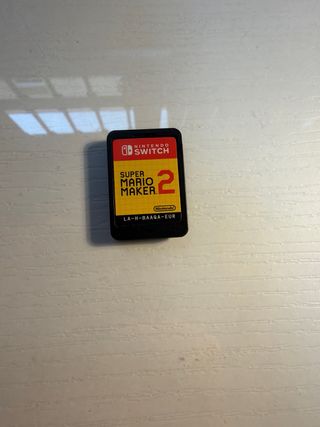 NINTENDO
SWITCH
SUPER
MARIO
MAKER 2
Nintendo
LA-H-BAAQA-EUR